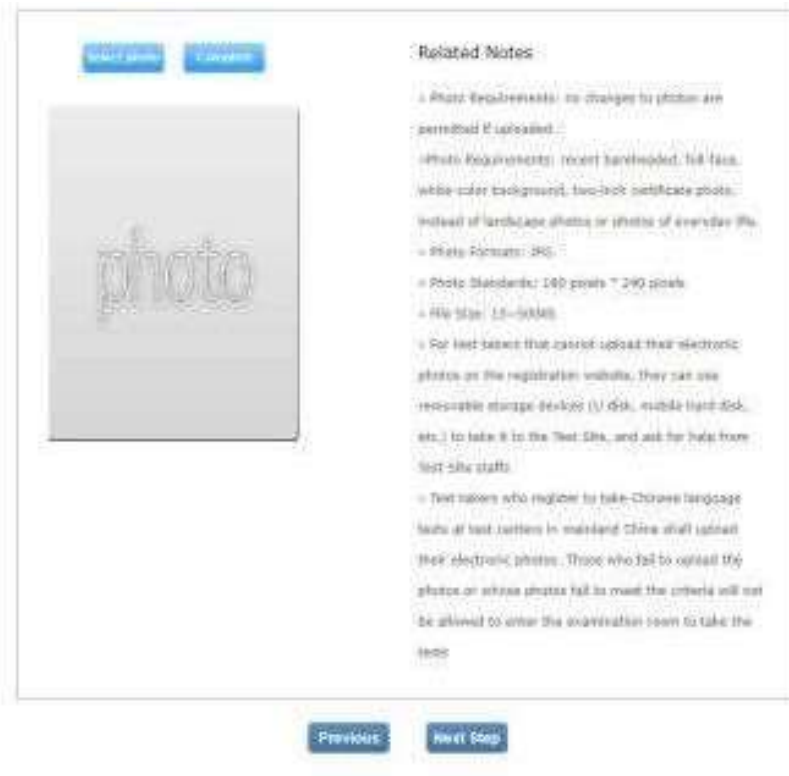 Select photo Complete
photo
Related Notes
Photo Requirements: no changes to photos are
permitted if uploaded.
Photo Requirements: recent bareheaded, full face,
white color background, two-inch certificate photo,
instead of landscape photos or photos of everyday life.
Photo Formats: JPG
Photo Standards: 180 pixels * 240 pixels
File Size:
For test takers that cannot upload their electronic
photos on the registration website, they can use
removable storage devices (U disk, mobile hard disk,
etc.) to take it to the Test Site, and ask for help from
Test Site staffs
Test takers who register to take Chinese language
tests at test centers in mainland China shall upload
their electronic photos. Those who fail to upload the
photos or whose photos fail to meet the criteria will not
be allowed to enter the examination room to take the
tests
Previous Next Step